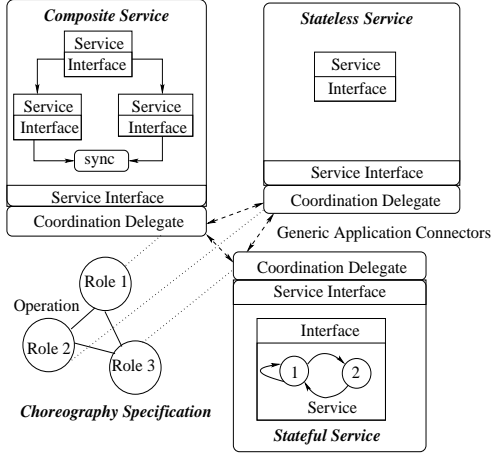 Composite Service
Service
Interface
Service
Interface
Service
Interface
sync
Service Interface
Coordination Delegate
Stateless Service
Service
Interface
Service Interface
Coordination Delegate
Generic Application Connectors
Coordination Delegate
Service Interface
Interface
1
2
Service
Stateful Service
Role 1
Operation
Role 2
Role 3
Choreography Specification